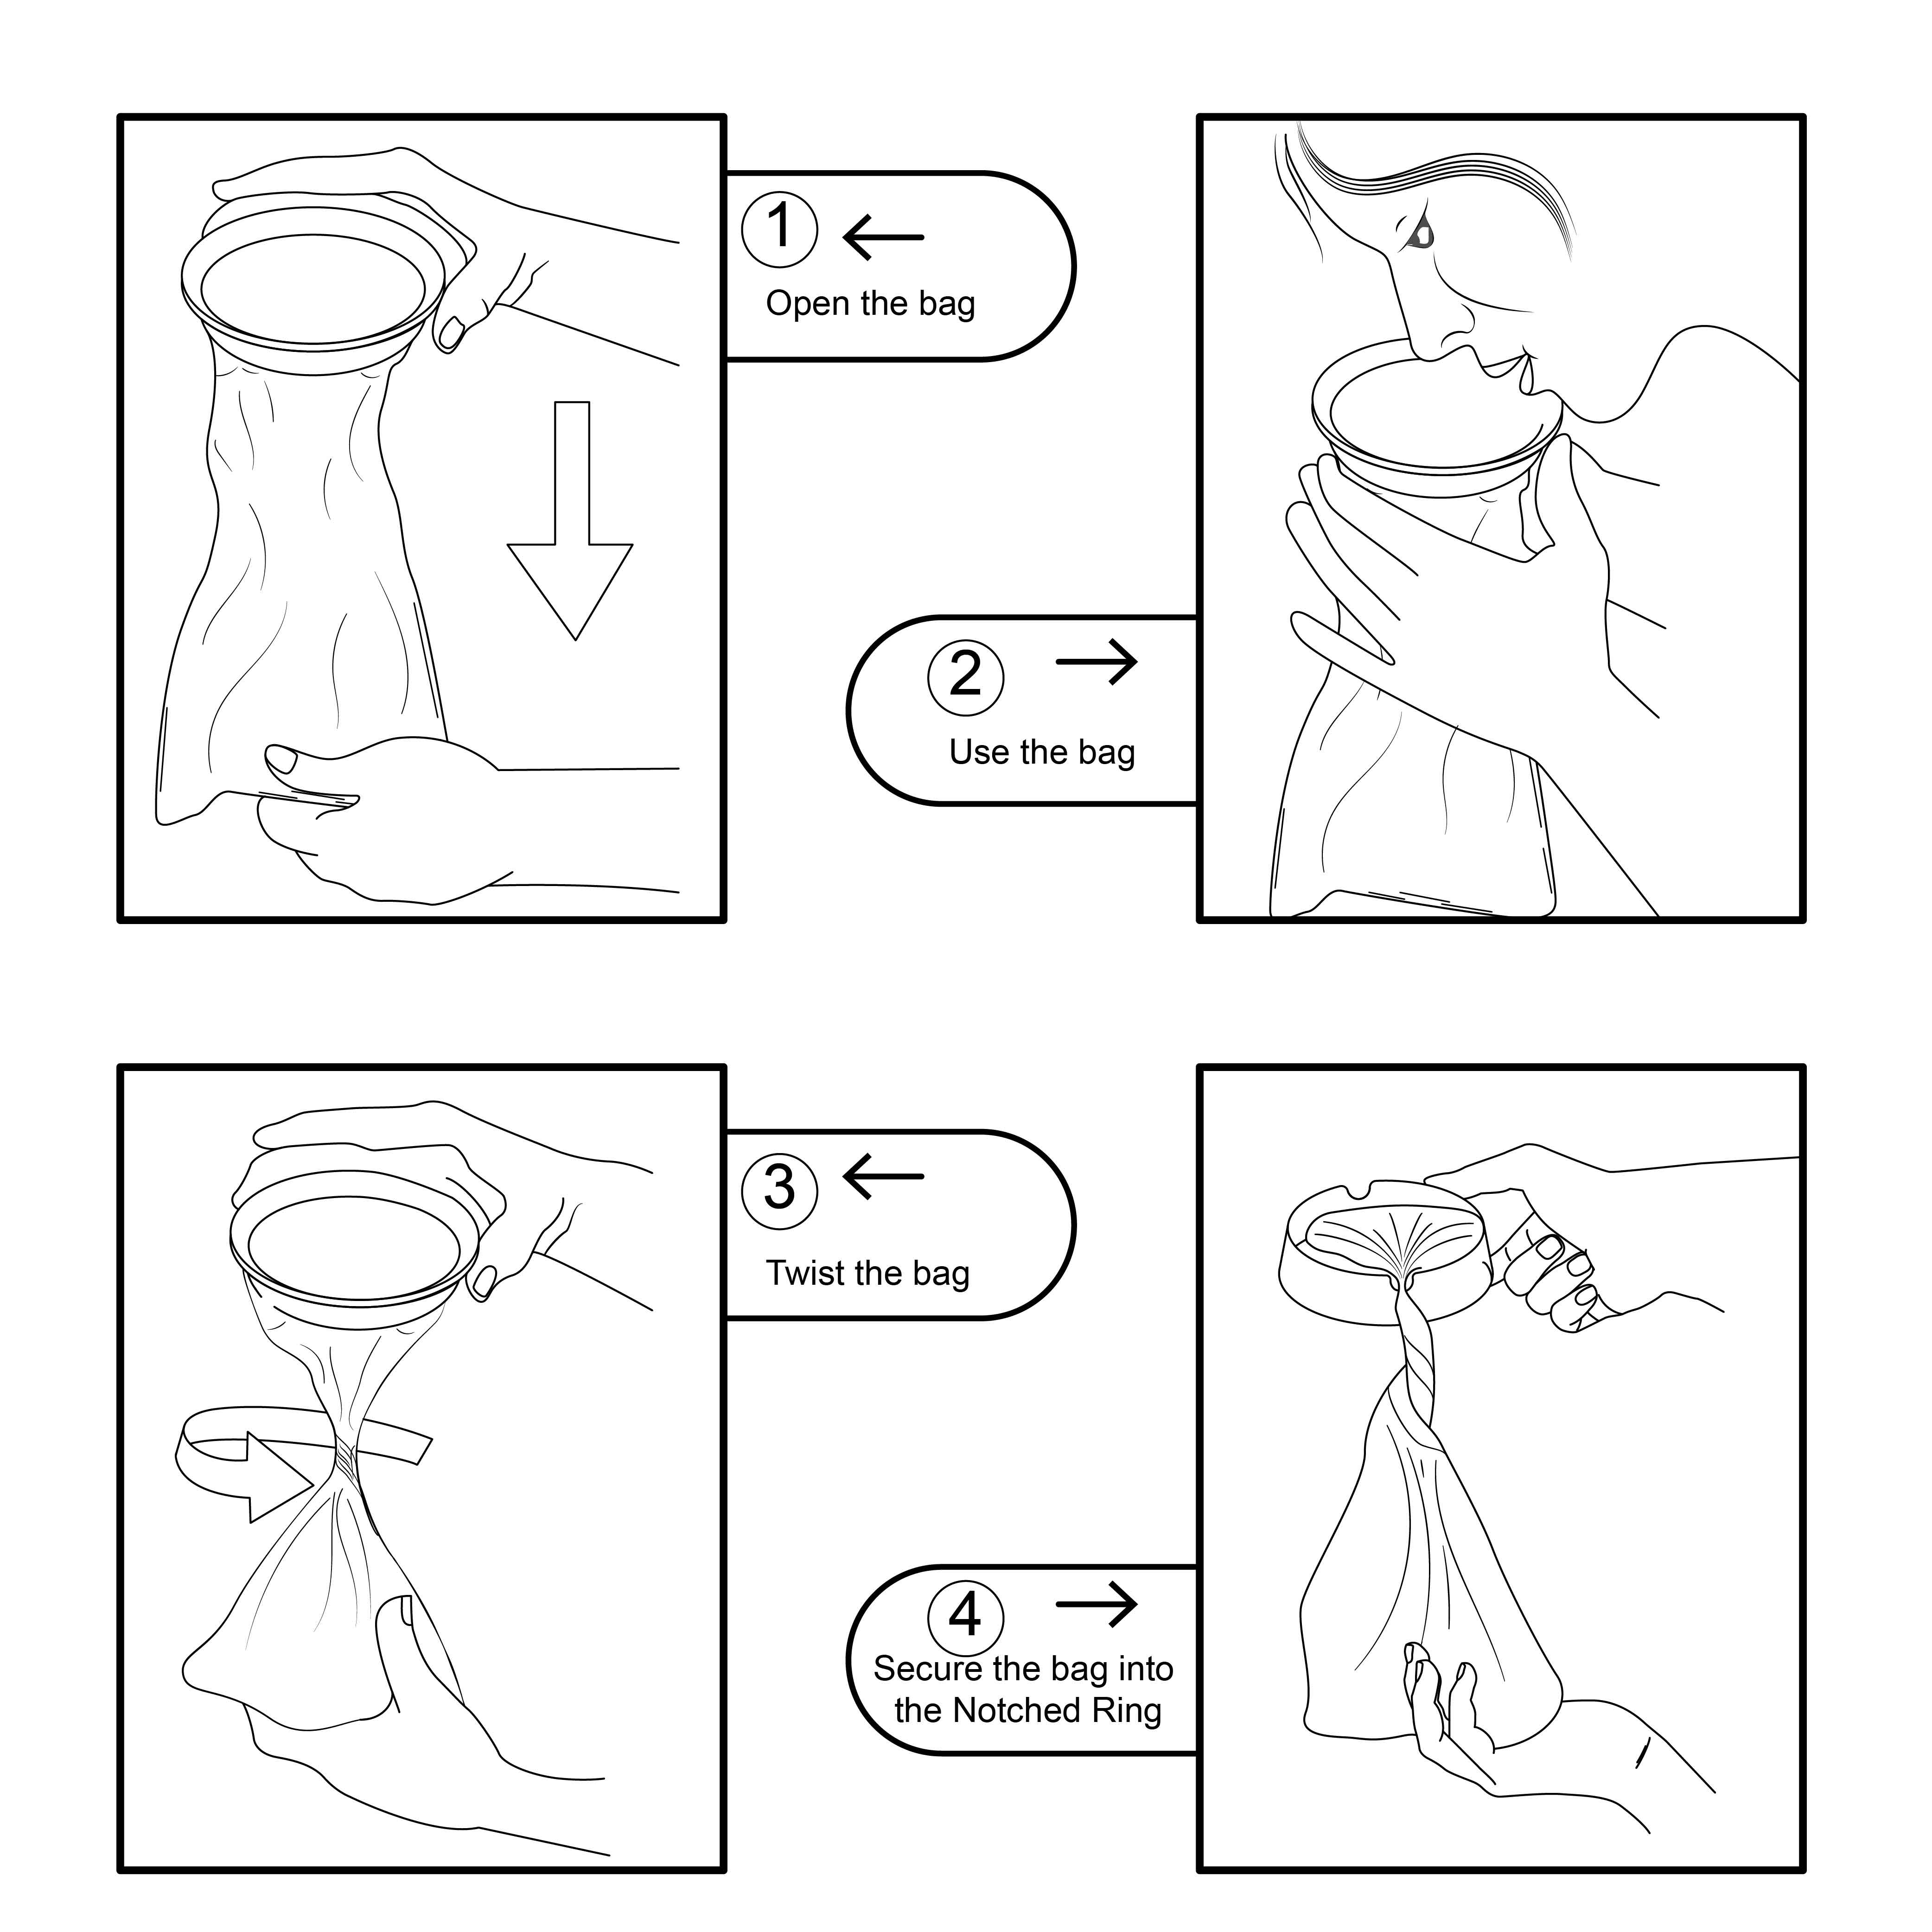 1
Open the bag
2
Use the bag
3
Twist the bag
4
Secure the bag into
the Notched Ring